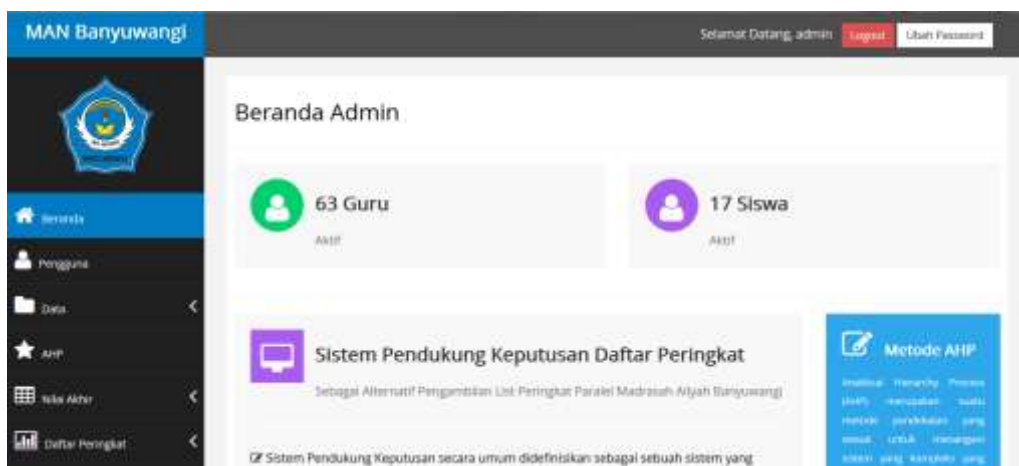 MAN Banyuwangi
Selamat Datang, admin Logout Ubah Password
Beranda Admin
63 Guru
Aktif
17 Siswa
Aktif
Beranda
Pengguna
Data
AHP
Nilai Akhir
Daftar Peringkat
Sistem Pendukung Keputusan Daftar Peringkat
Sebagai Alternatif Pengambilan List Peringkat Paralel Madrasah Aliyah Banyuwangi
Sistem Pendukung Keputusan secara umum didefinisikan sebagai sebuah sistem yang
Metode AHP
Analitical Hierarchy Process
(AHP) merupakan suatu
metode pendekatan yang
sesuai untuk menangani
sistem yang kompleks yang